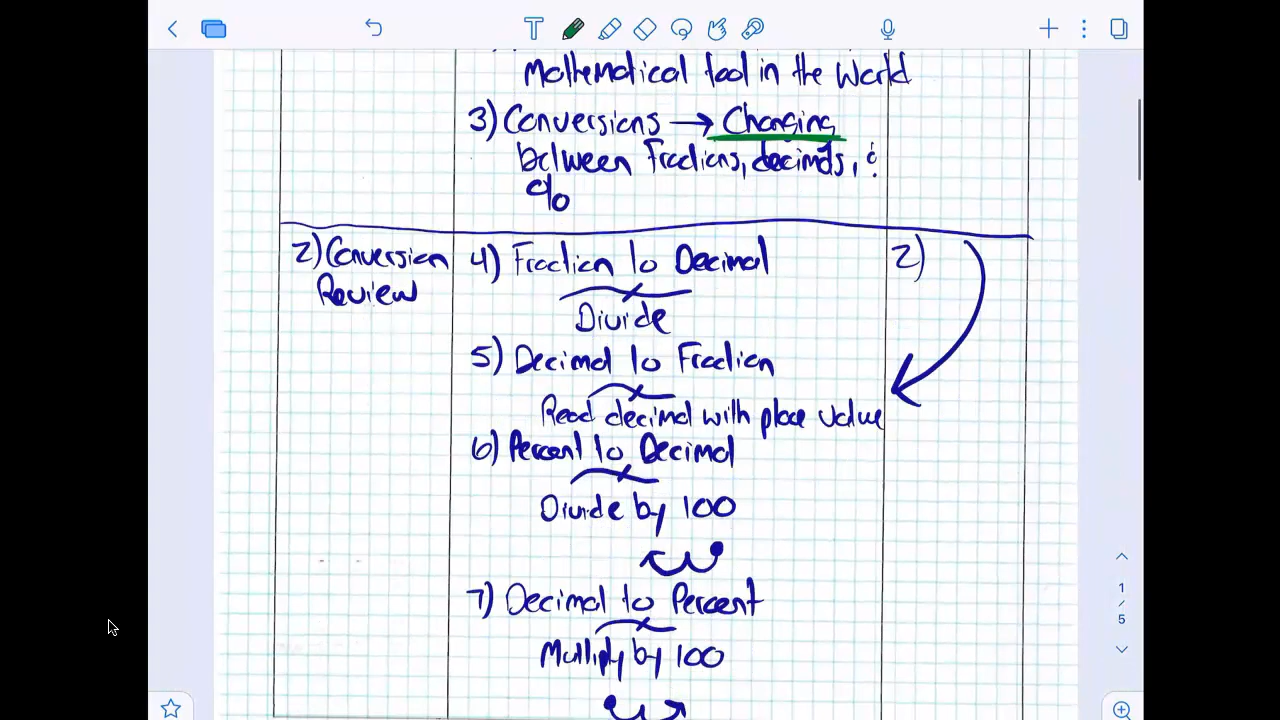 Mathematical tool in the World
3) Conversions → Changing
between Fractions, decimals, &
%
2) Conversion
Review
4) Fraction to Decimal
Divide
5) Decimal to Fraction
Read decimal with place value
6) Percent to Decimal
Divide by 100
7) Decimal to Percent
Multiply by 100
2)
T
1
/
5